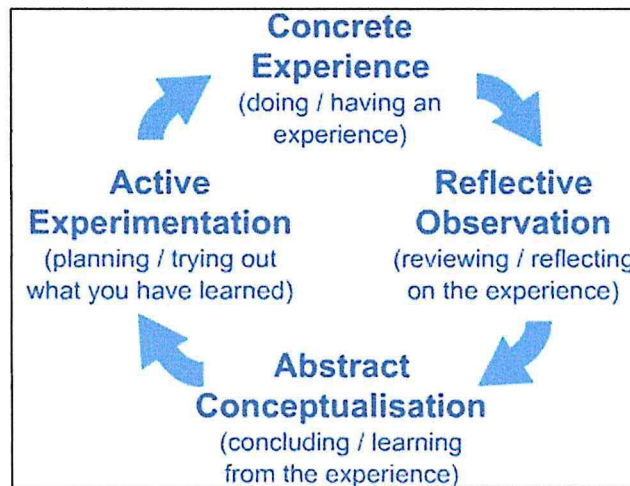 Concrete
Experience
(doing / having an
experience)
Active
Experimentation
(planning / trying out
what you have learned)
Reflective
Observation
(reviewing / reflecting
on the experience)
Abstract
Conceptualisation
(concluding / learning
from the experience)